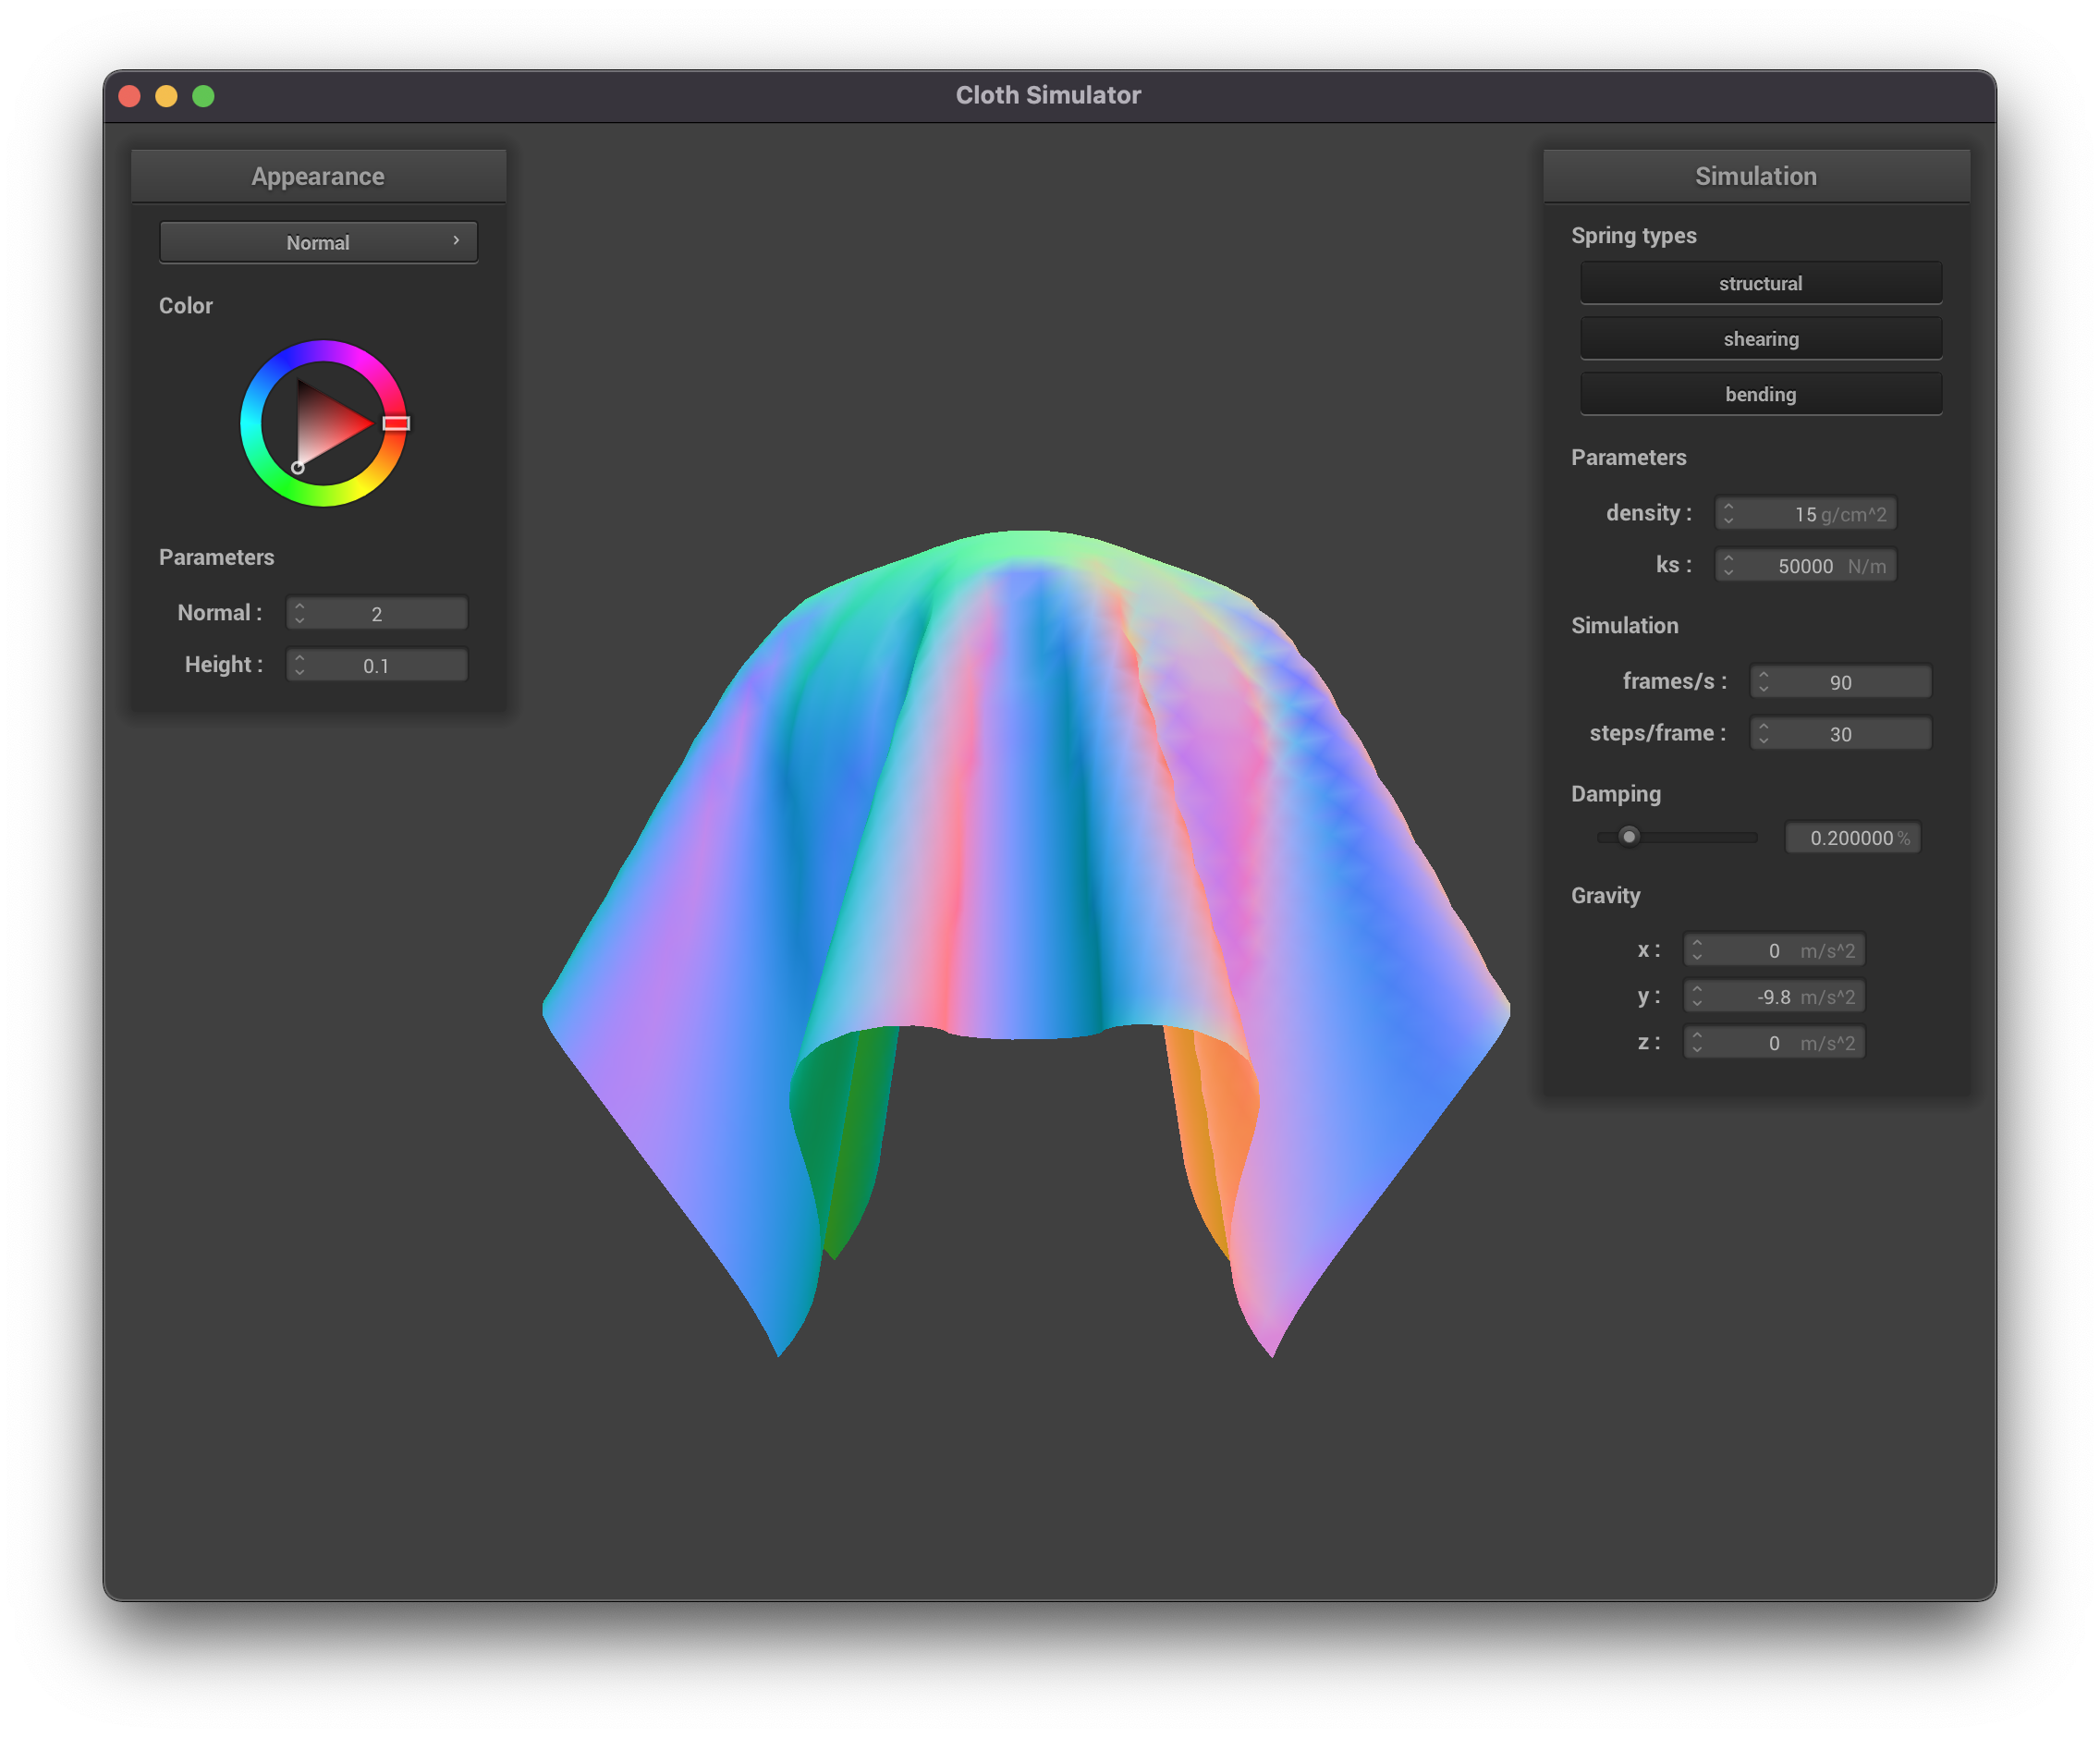 Cloth Simulator
Appearance
Normal
Color
Parameters
Normal : 2
Height : 0.1
Simulation
Spring types
structural
shearing
bending
Parameters
density : 15 g/cm^2
ks : 50000 N/m
Simulation
frames/s : 90
steps/frame : 30
Damping
0.200000 %
Gravity
x : 0 m/s^2
y : -9.8 m/s^2
z : 0 m/s^2